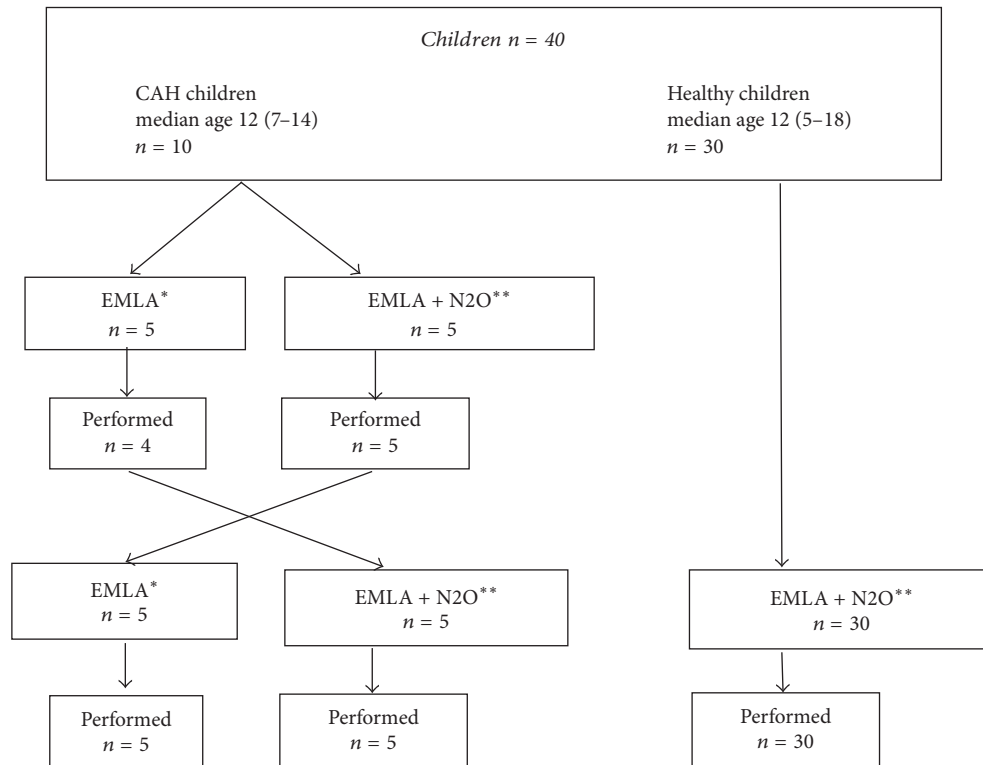 Children n = 40
CAH children
median age 12 (7–14)
n = 10
Healthy children
median age 12 (5–18)
n = 30
EMLA*
n = 5
EMLA + N2O**
n = 5
Performed
n = 4
Performed
n = 5
EMLA*
n = 5
EMLA + N2O**
n = 5
EMLA + N2O**
n = 30
Performed
n = 5
Performed
n = 5
Performed
n = 30